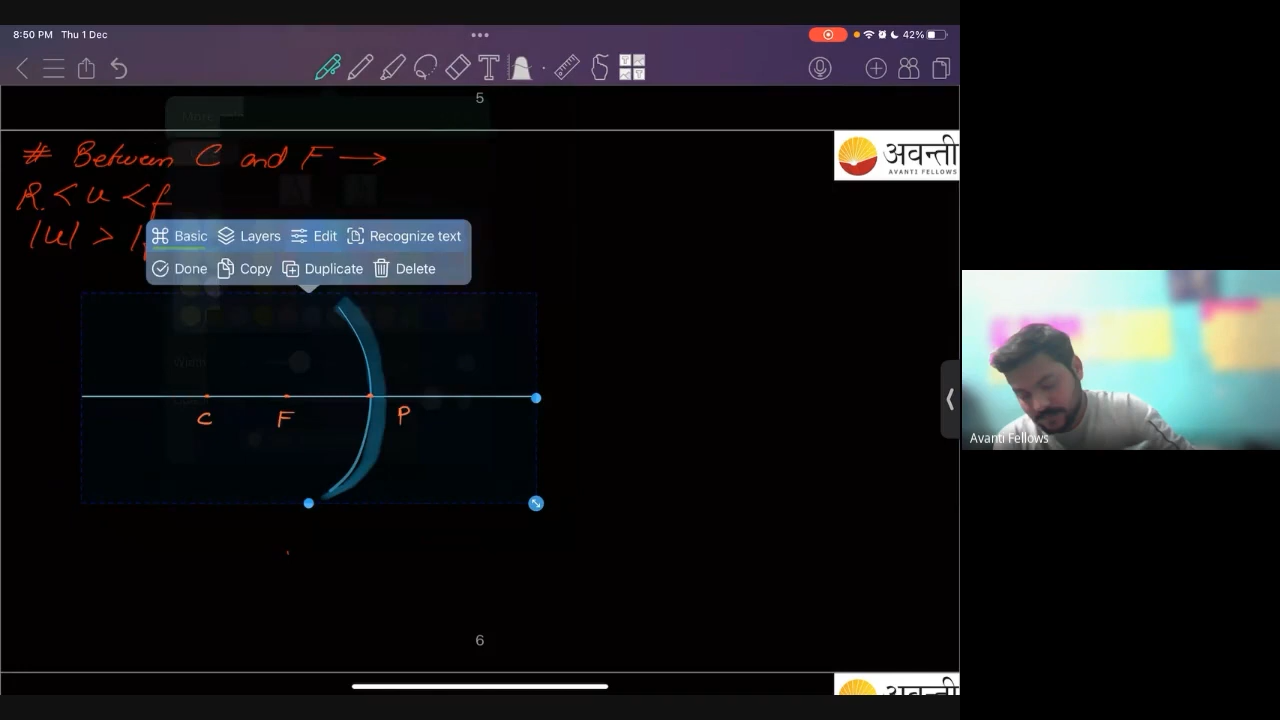 8:50 PM Thu 1 Dec
42%
5
# Between C and F →
R < u < f
|u| >
अवन्ती
AVANTI FELLOWS
Basic Layers Edit Recognize text
Done Copy Duplicate Delete
C F P
Avanti Fellows
6
अवन्ती